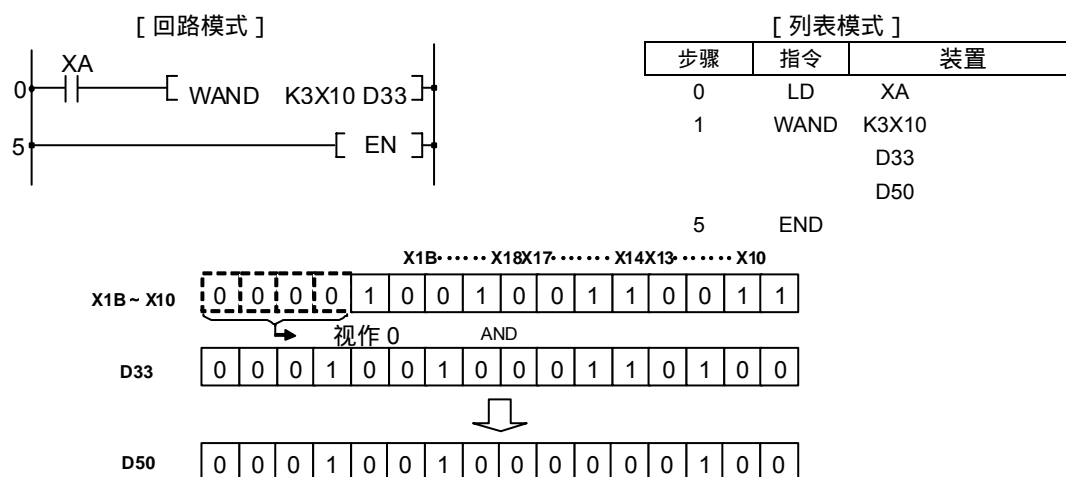 [ 回路模式 ]
XA
0 WAND K3X10 D33
5 EN
[ 列表模式 ]
步骤 指令 装置
0 LD XA
1 WAND K3X10
D33
D50
5 END
X1B······X18X17·······X14X13·······X10
X1B ~ X10 0 0 0 0 1 0 0 1 0 0 1 1 0 0 1 1
视作 0 AND
D33 0 0 0 1 0 0 1 0 0 0 1 1 0 1 0 0
D50 0 0 0 1 0 0 1 0 0 0 0 0 0 1 0 0